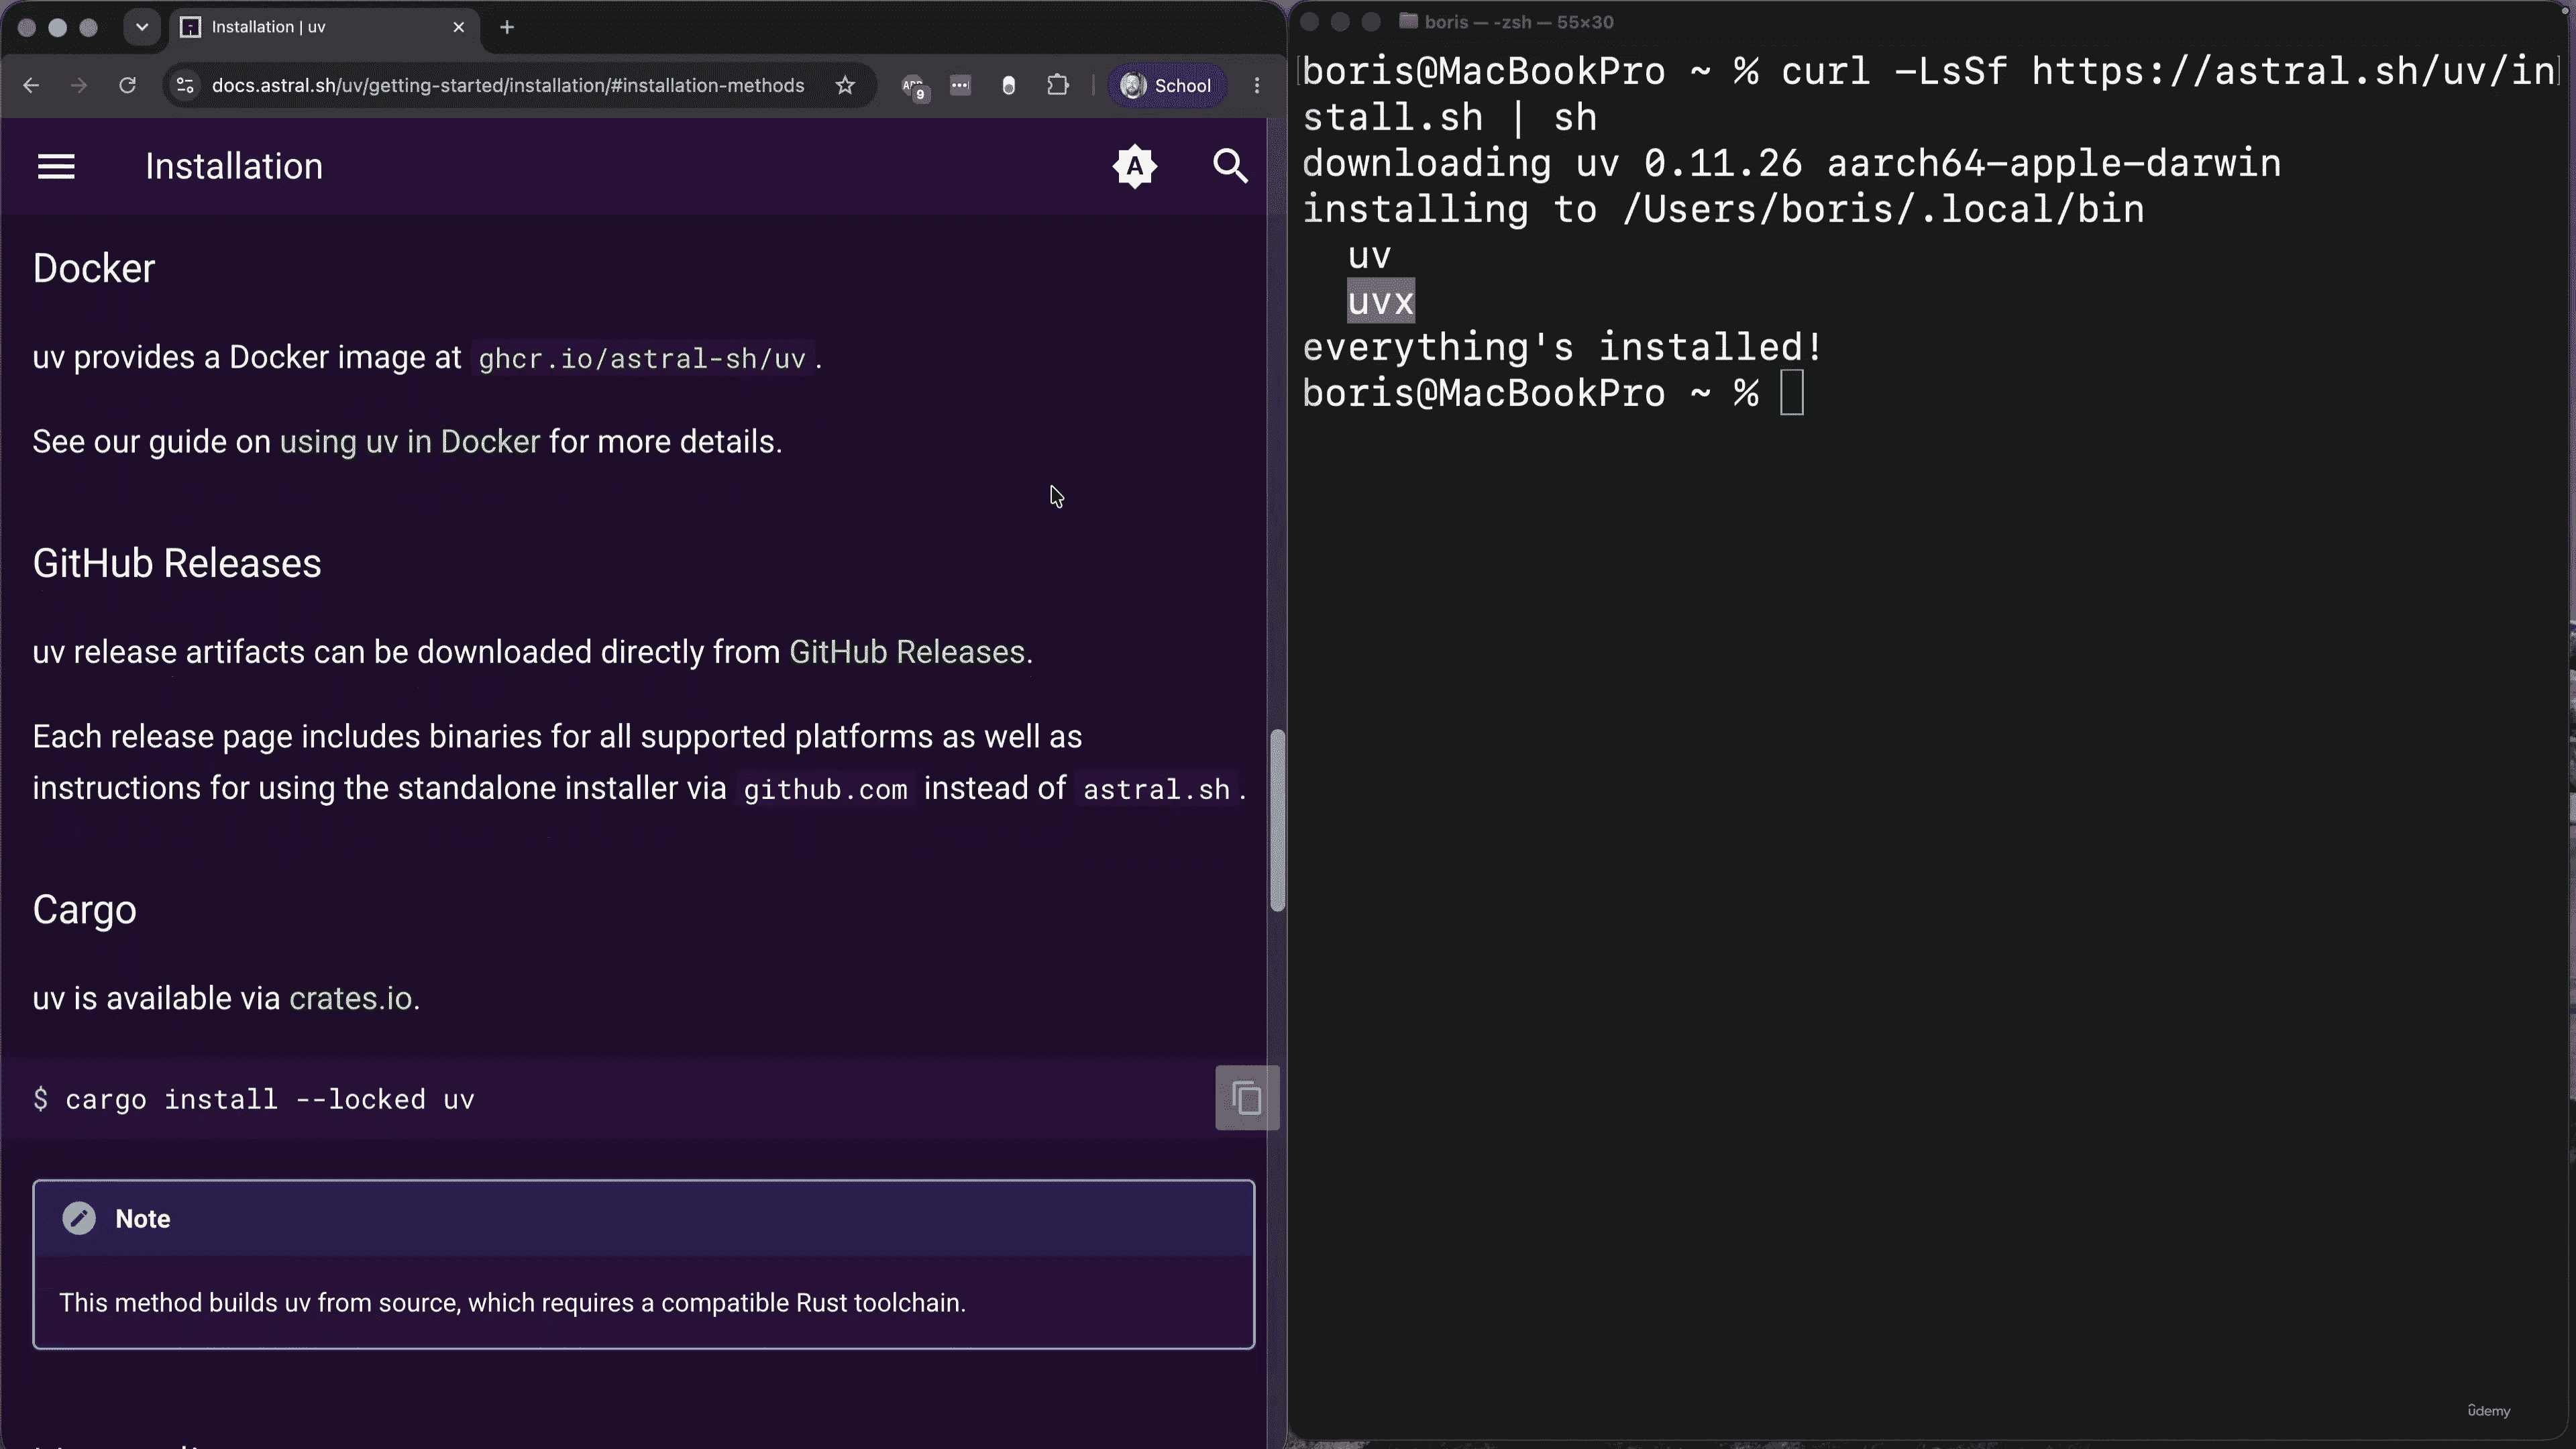 Installation | uv
docs.astral.sh/uv/getting-started/installation/#installation-methods
9
School
Installation
A
Docker
uv provides a Docker image at ghcr.io/astral-sh/uv.
See our guide on using uv in Docker for more details.
GitHub Releases
uv release artifacts can be downloaded directly from GitHub Releases.
Each release page includes binaries for all supported platforms as well as
instructions for using the standalone installer via github.com instead of astral.sh.
Cargo
uv is available via crates.io.
$ cargo install --locked uv
Note
This method builds uv from source, which requires a compatible Rust toolchain.
boris — -zsh — 55×30
boris@MacBookPro ~ % curl -LsSf https://astral.sh/uv/in
stall.sh | sh
downloading uv 0.11.26 aarch64-apple-darwin
installing to /Users/boris/.local/bin
uv
uvx
everything's installed!
boris@MacBookPro ~ %
ûdemy